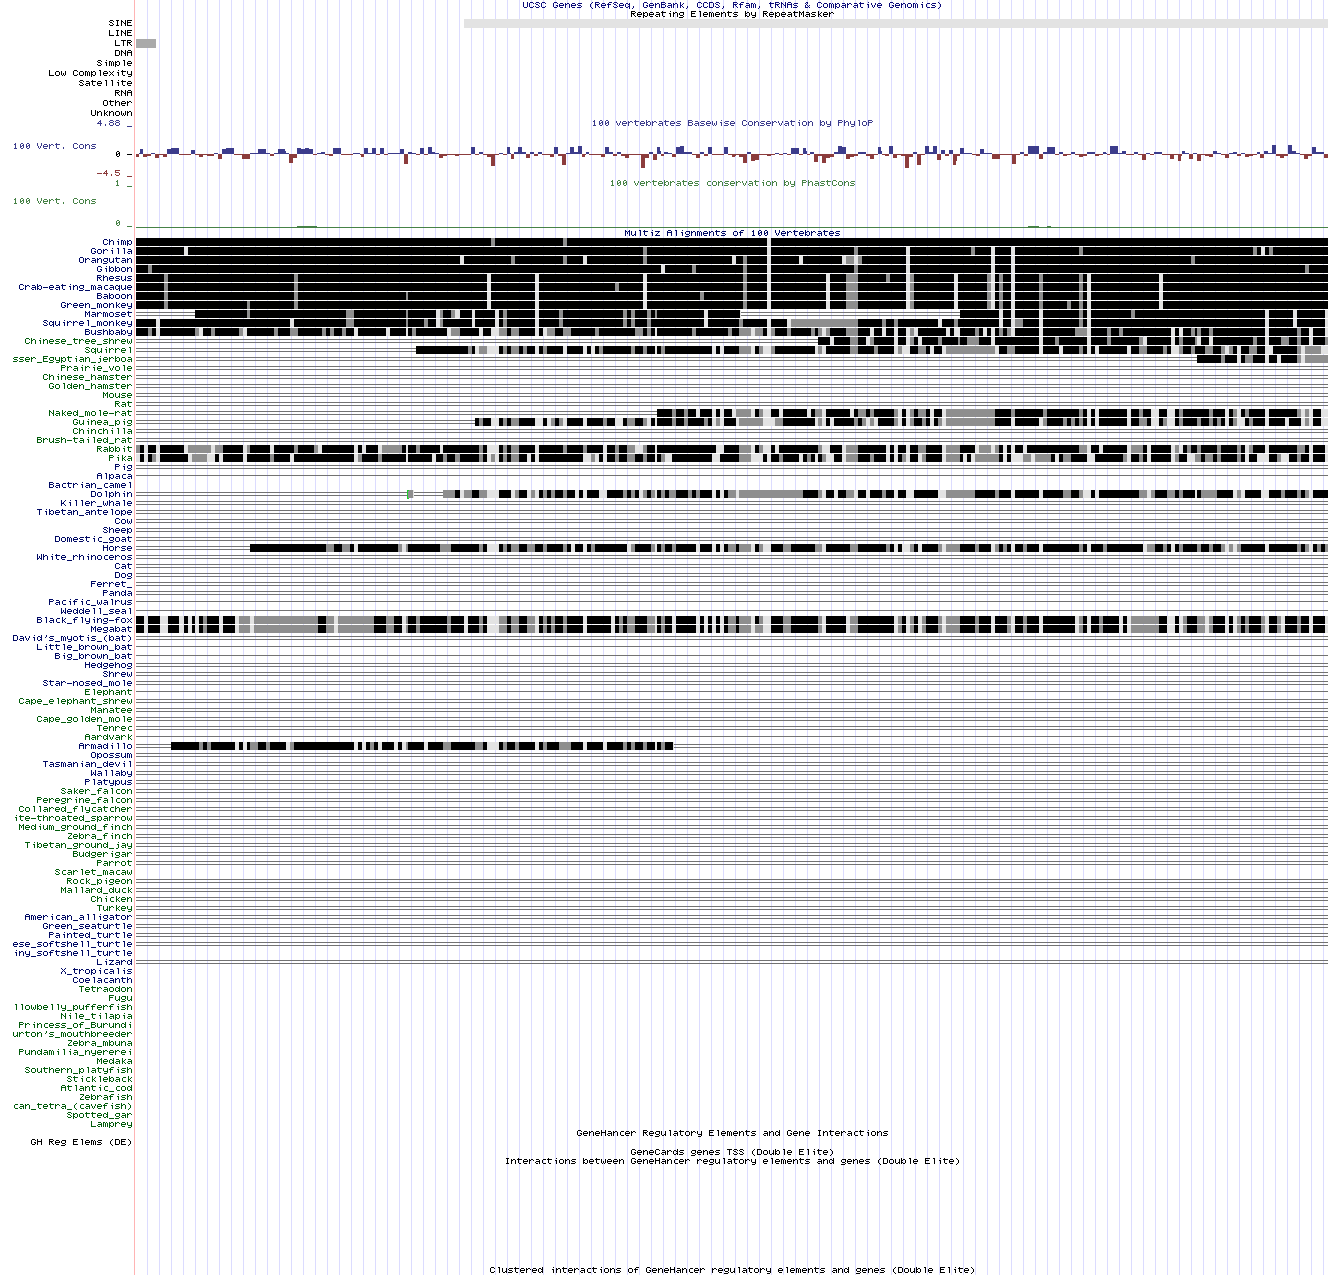 UCSC Genes (RefSeq, GenBank, CCDS, Rfam, tRNAs & Comparative Genomics)
Repeating Elements by RepeatMasker
SINE
LINE
LTR
DNA
Simple
Low Complexity
Satellite
RNA
Other
Unknown
4.88 _
100 vertebrates Basewise Conservation by PhyloP
100 Vert. Cons
0 -
-4.5 _
1 _
100 vertebrates conservation by PhastCons
100 Vert. Cons
0 _
Multiz Alignments of 100 Vertebrates
Chimp
Gorilla
Orangutan
Gibbon
Rhesus
Crab-eating_macaque
Baboon
Green_monkey
Marmoset
Squirrel_monkey
Bushbaby
Chinese_tree_shrew
Squirrel
sser_Egyptian_jerboa
Prairie_vole
Chinese_hamster
Golden_hamster
Mouse
Rat
Naked_mole-rat
Guinea_pig
Chinchilla
Brush-tailed_rat
Rabbit
Pika
Pig
Alpaca
Bactrian_camel
Dolphin
Killer_whale
Tibetan_antelope
Cow
Sheep
Domestic_goat
Horse
White_rhinoceros
Cat
Dog
Ferret_
Panda
Pacific_walrus
Weddell_seal
Black_flying-fox
Megabat
David's_myotis_(bat)
Little_brown_bat
Big_brown_bat
Hedgehog
Shrew
Star-nosed_mole
Elephant
Cape_elephant_shrew
Manatee
Cape_golden_mole
Tenrec
Aardvark
Armadillo
Opossum
Tasmanian_devil
Wallaby
Platypus
Saker_falcon
Peregrine_falcon
Collared_flycatcher
ite-throated_sparrow
Medium_ground_finch
Zebra_finch
Tibetan_ground_jay
Budgerigar
Parrot
Scarlet_macaw
Rock_pigeon
Mallard_duck
Chicken
Turkey
American_alligator
Green_seaturtle
Painted_turtle
ese_softshell_turtle
iny_softshell_turtle
Lizard
X_tropicalis
Coelacanth
Tetraodon
Fugu
llowbelly_pufferfish
Nile_tilapia
Princess_of_Burundi
urton's_mouthbreeder
Zebra_mbuna
Pundamilia_nyererei
Medaka
Southern_platyfish
Stickleback
Atlantic_cod
Zebrafish
can_tetra_(cavefish)
Spotted_gar
Lamprey
GeneHancer Regulatory Elements and Gene Interactions
GH Reg Elems (DE)
GeneCards genes TSS (Double Elite)
Interactions between GeneHancer regulatory elements and genes (Double Elite)
Clustered interactions of GeneHancer regulatory elements and genes (Double Elite)